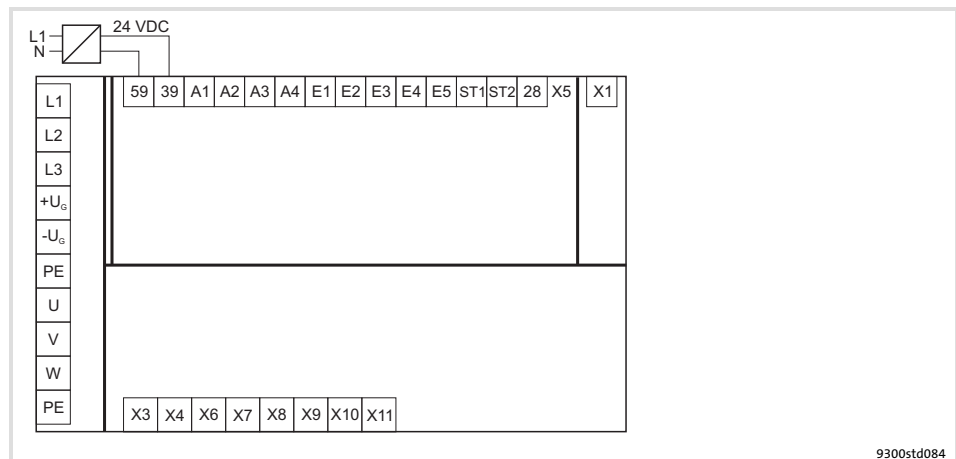 24 VDC
L1
N
59 39 A1 A2 A3 A4 E1 E2 E3 E4 E5 ST1 ST2 28 X5 X1
L1
L2
L3
+UG
-UG
PE
U
V
W
PE
X3 X4 X6 X7 X8 X9 X10 X11
9300std084